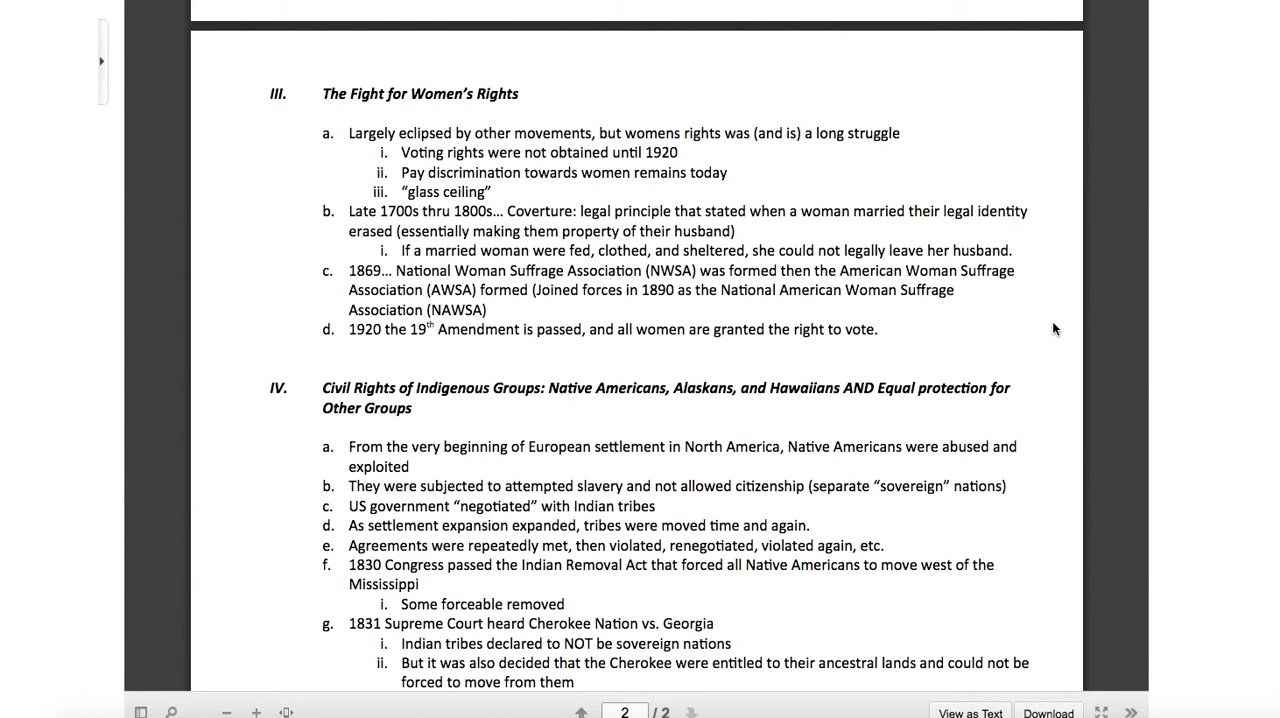 III. The Fight for Women's Rights
a. Largely eclipsed by other movements, but womens rights was (and is) a long struggle
i. Voting rights were not obtained until 1920
ii. Pay discrimination towards women remains today
iii. “glass ceiling”
b. Late 1700s thru 1800s… Coverture: legal principle that stated when a woman married their legal identity
erased (essentially making them property of their husband)
i. If a married woman were fed, clothed, and sheltered, she could not legally leave her husband.
c. 1869… National Woman Suffrage Association (NWSA) was formed then the American Woman Suffrage
Association (AWSA) formed (Joined forces in 1890 as the National American Woman Suffrage
Association (NAWSA)
d. 1920 the 19th Amendment is passed, and all women are granted the right to vote.
IV. Civil Rights of Indigenous Groups: Native Americans, Alaskans, and Hawaiians AND Equal protection for
Other Groups
a. From the very beginning of European settlement in North America, Native Americans were abused and
exploited
b. They were subjected to attempted slavery and not allowed citizenship (separate “sovereign” nations)
c. US government “negotiated” with Indian tribes
d. As settlement expansion expanded, tribes were moved time and again.
e. Agreements were repeatedly met, then violated, renegotiated, violated again, etc.
f. 1830 Congress passed the Indian Removal Act that forced all Native Americans to move west of the
Mississippi
i. Some forceable removed
g. 1831 Supreme Court heard Cherokee Nation vs. Georgia
i. Indian tribes declared to NOT be sovereign nations
ii. But it was also decided that the Cherokee were entitled to their ancestral lands and could not be
forced to move from them
2 / 2 View as Text Download